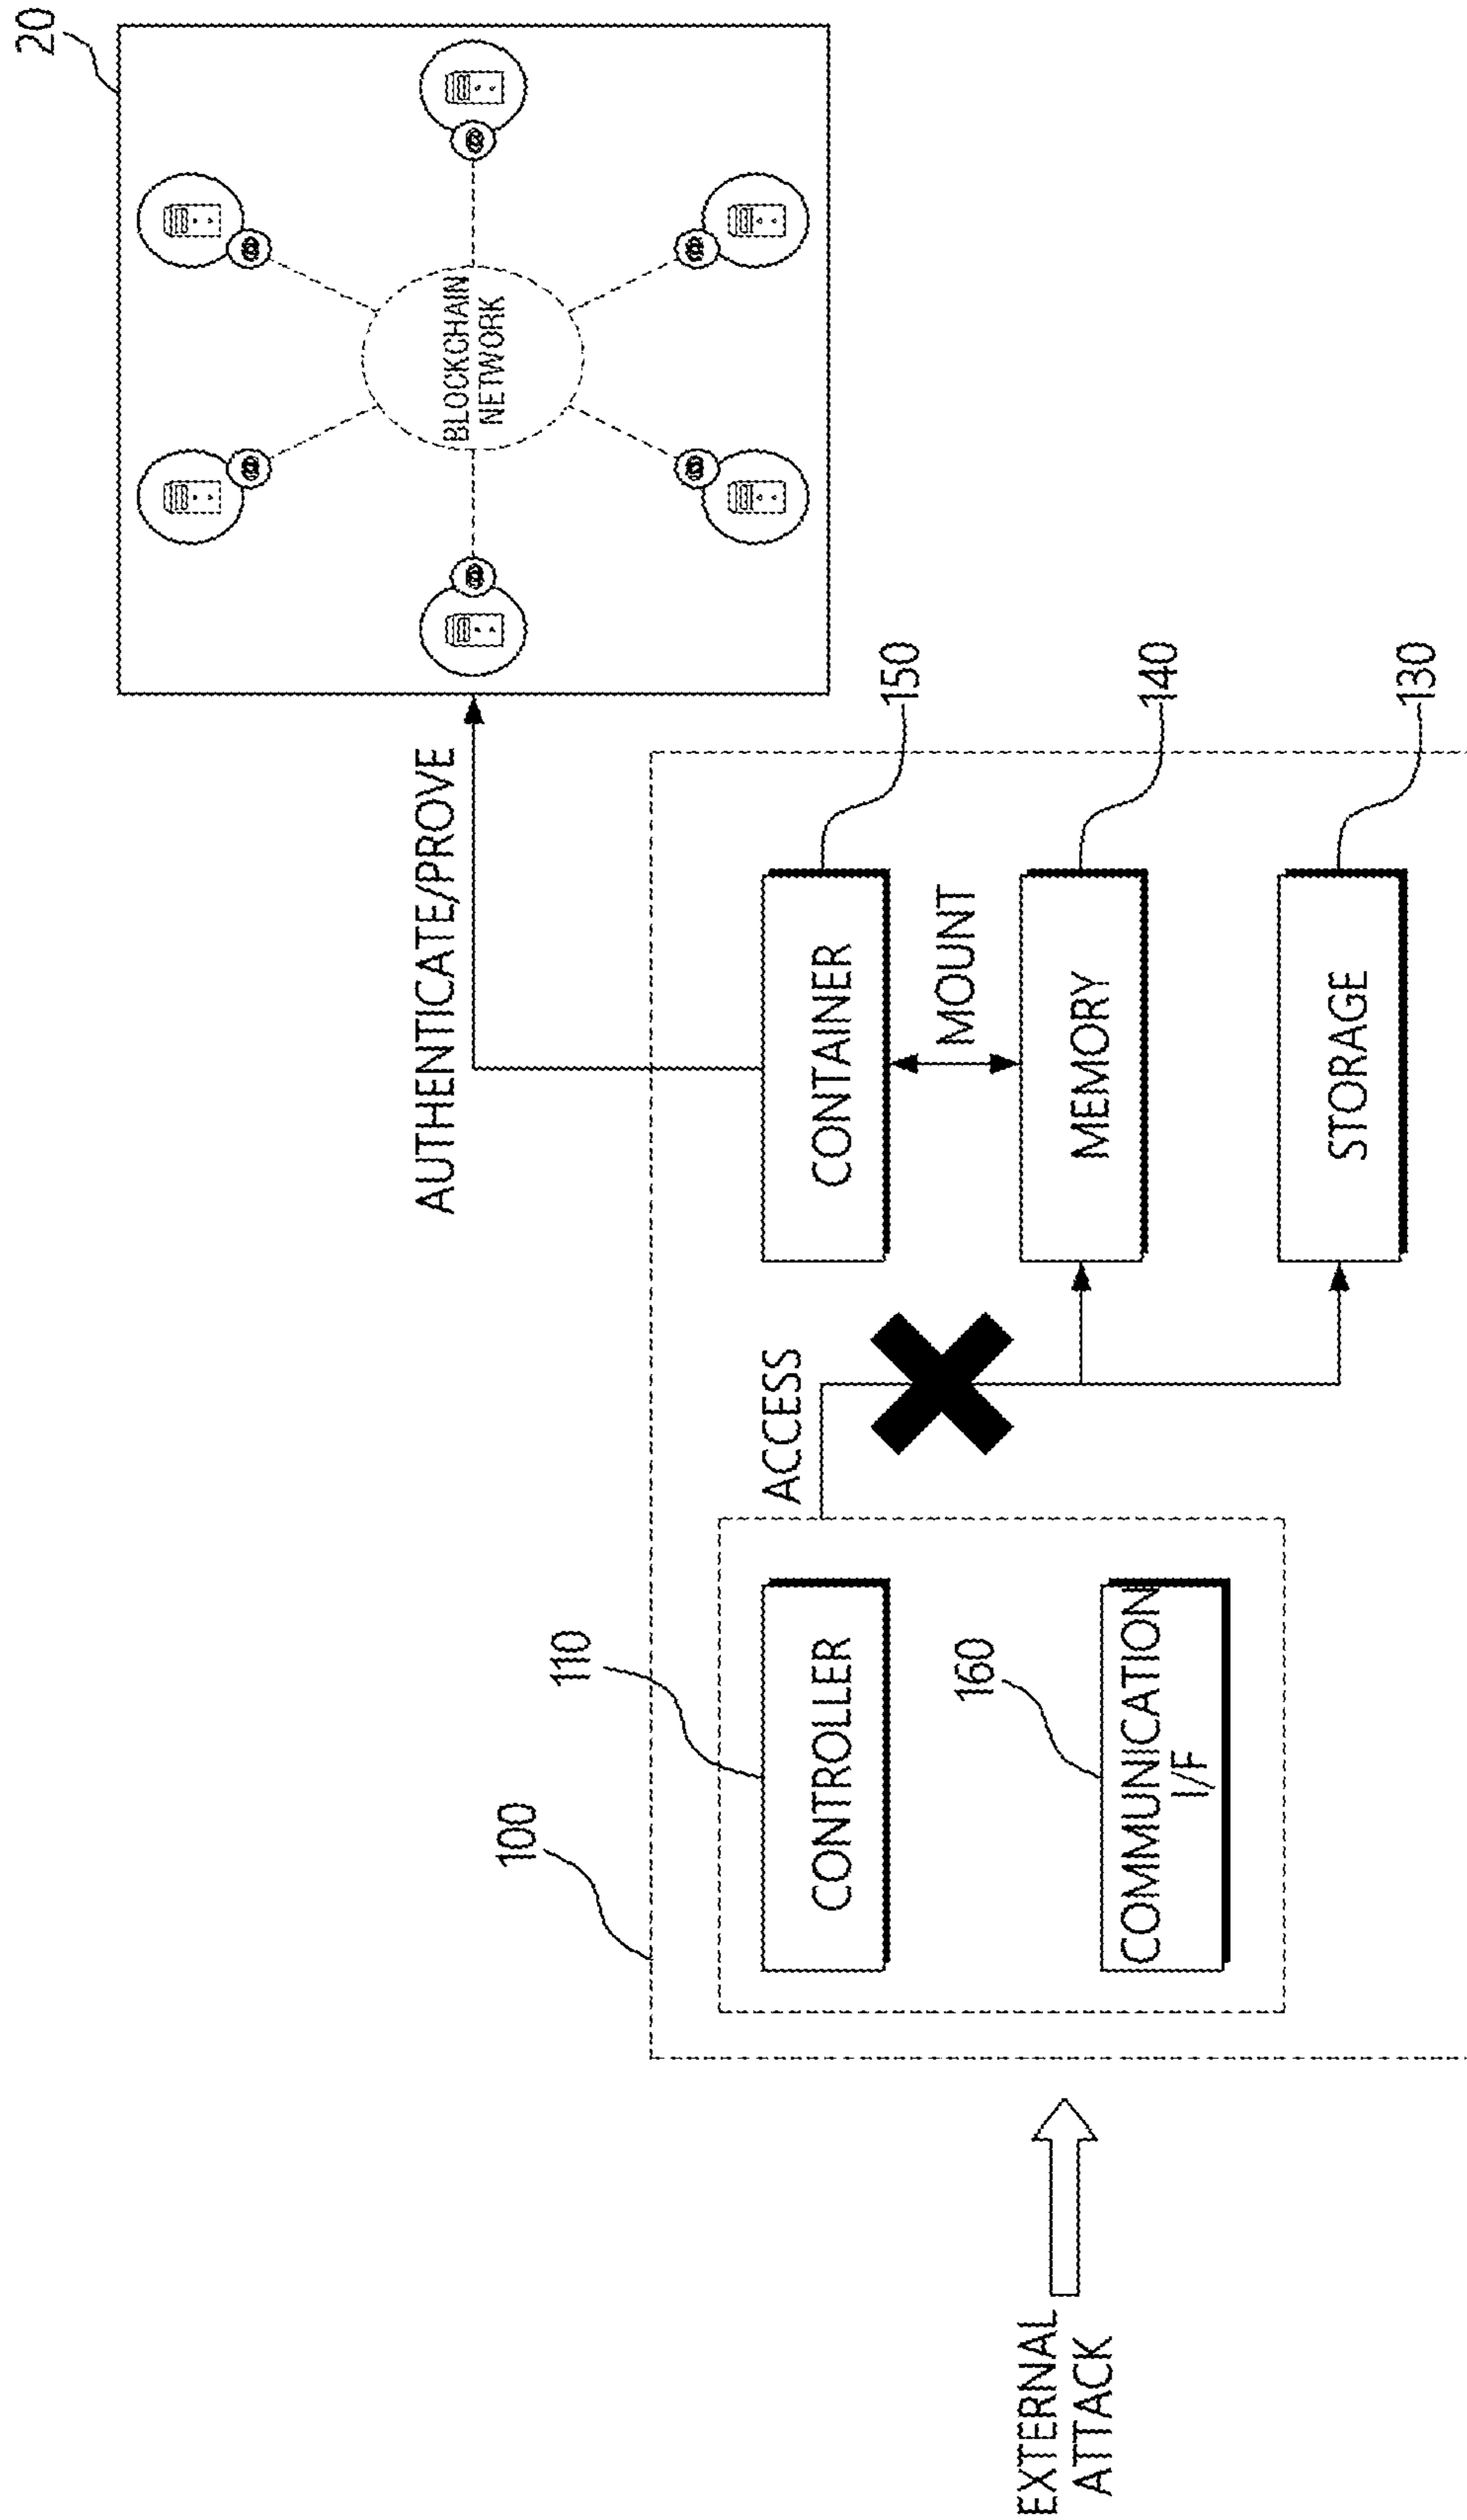 20
BLOCKCHAIN
NETWORK
AUTHENTICATE/PROVE
100
110
CONTROLLER
160
COMMUNICATION
I/F
ACCESS
CONTAINER
150
MOUNT
MEMORY
140
STORAGE
130
EXTERNAL
ATTACK